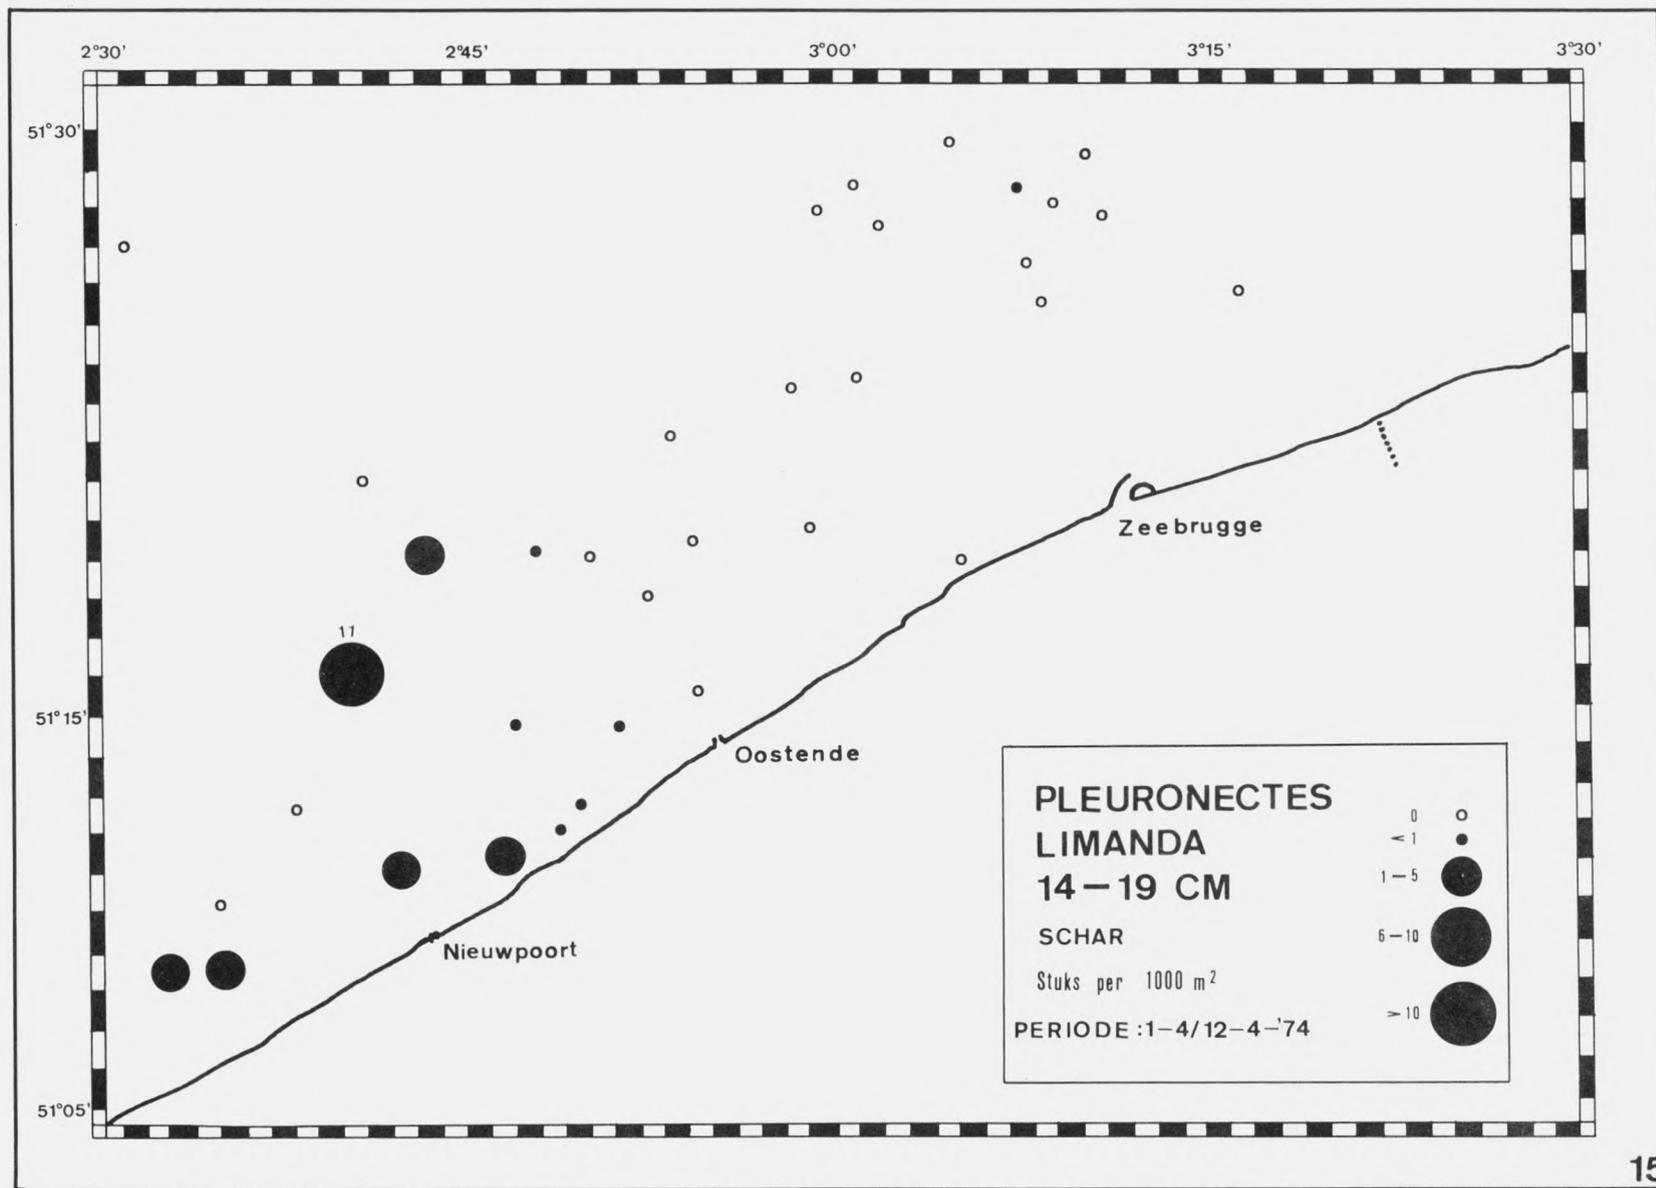 2°30' 2°45' 3°00' 3°15' 3°30'
51°30'
11
51°15'
51°05'
Zeebrugge
Oostende
Nieuwpoort
PLEURONECTES
LIMANDA
14—19 CM
SCHAR
Stuks per 1000 m²
PERIODE :1—4/12—4—'74
0
< 1
1—5
6—10
> 10
15